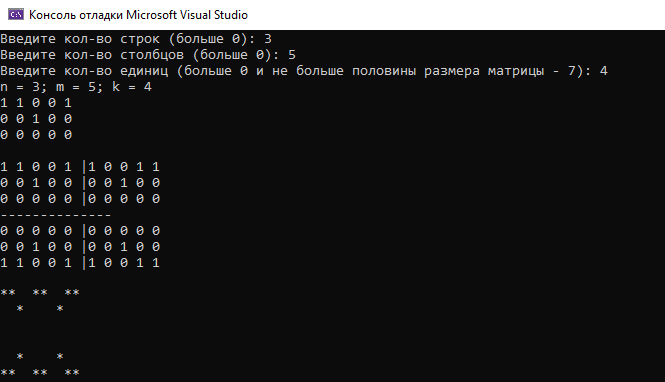 Консоль отладки Microsoft Visual Studio
Введите кол-во строк (больше 0): 3
Введите кол-во столбцов (больше 0): 5
Введите кол-во единиц (больше 0 и не больше половины размера матрицы - 7): 4
n = 3; m = 5; k = 4
1 1 0 0 1
0 0 1 0 0
0 0 0 0 0

1 1 0 0 1 |1 0 0 1 1
0 0 1 0 0 |0 0 1 0 0
0 0 0 0 0 |0 0 0 0 0
--------------
0 0 0 0 0 |0 0 0 0 0
0 0 1 0 0 |0 0 1 0 0
1 1 0 0 1 |1 0 0 1 1

**  **  **
  *    *


  *    *
**  **  **